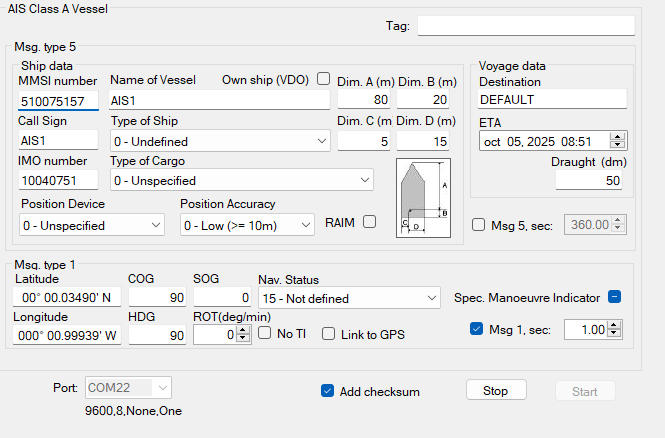 AIS Class A Vessel
Tag:
Msg. type 5
Ship data
MMSI number Name of Vessel Own ship (VDO) Dim. A (m) Dim. B (m)
510075157 AIS1 80 20
Call Sign Type of Ship Dim. C (m) Dim. D (m)
AIS1 0 - Undefined 5 15
IMO number Type of Cargo
10040751 0 - Unspecified
Position Device Position Accuracy
0 - Unspecified 0 - Low (>= 10m) RAIM
A
B
C
D
Voyage data
Destination
DEFAULT
ETA
oct 05, 2025 08:51
Draught (dm)
50
Msg 5, sec: 360.00
Msg. type 1
Latitude COG SOG Nav. Status
00° 00.03490' N 90 0 15 - Not defined Spec. Manoeuvre Indicator
Longitude HDG ROT(deg/min)
000° 00.99939' W 90 0 No TI Link to GPS Msg 1, sec: 1.00
Port: COM22 Add checksum Stop Start
9600,8,None,One